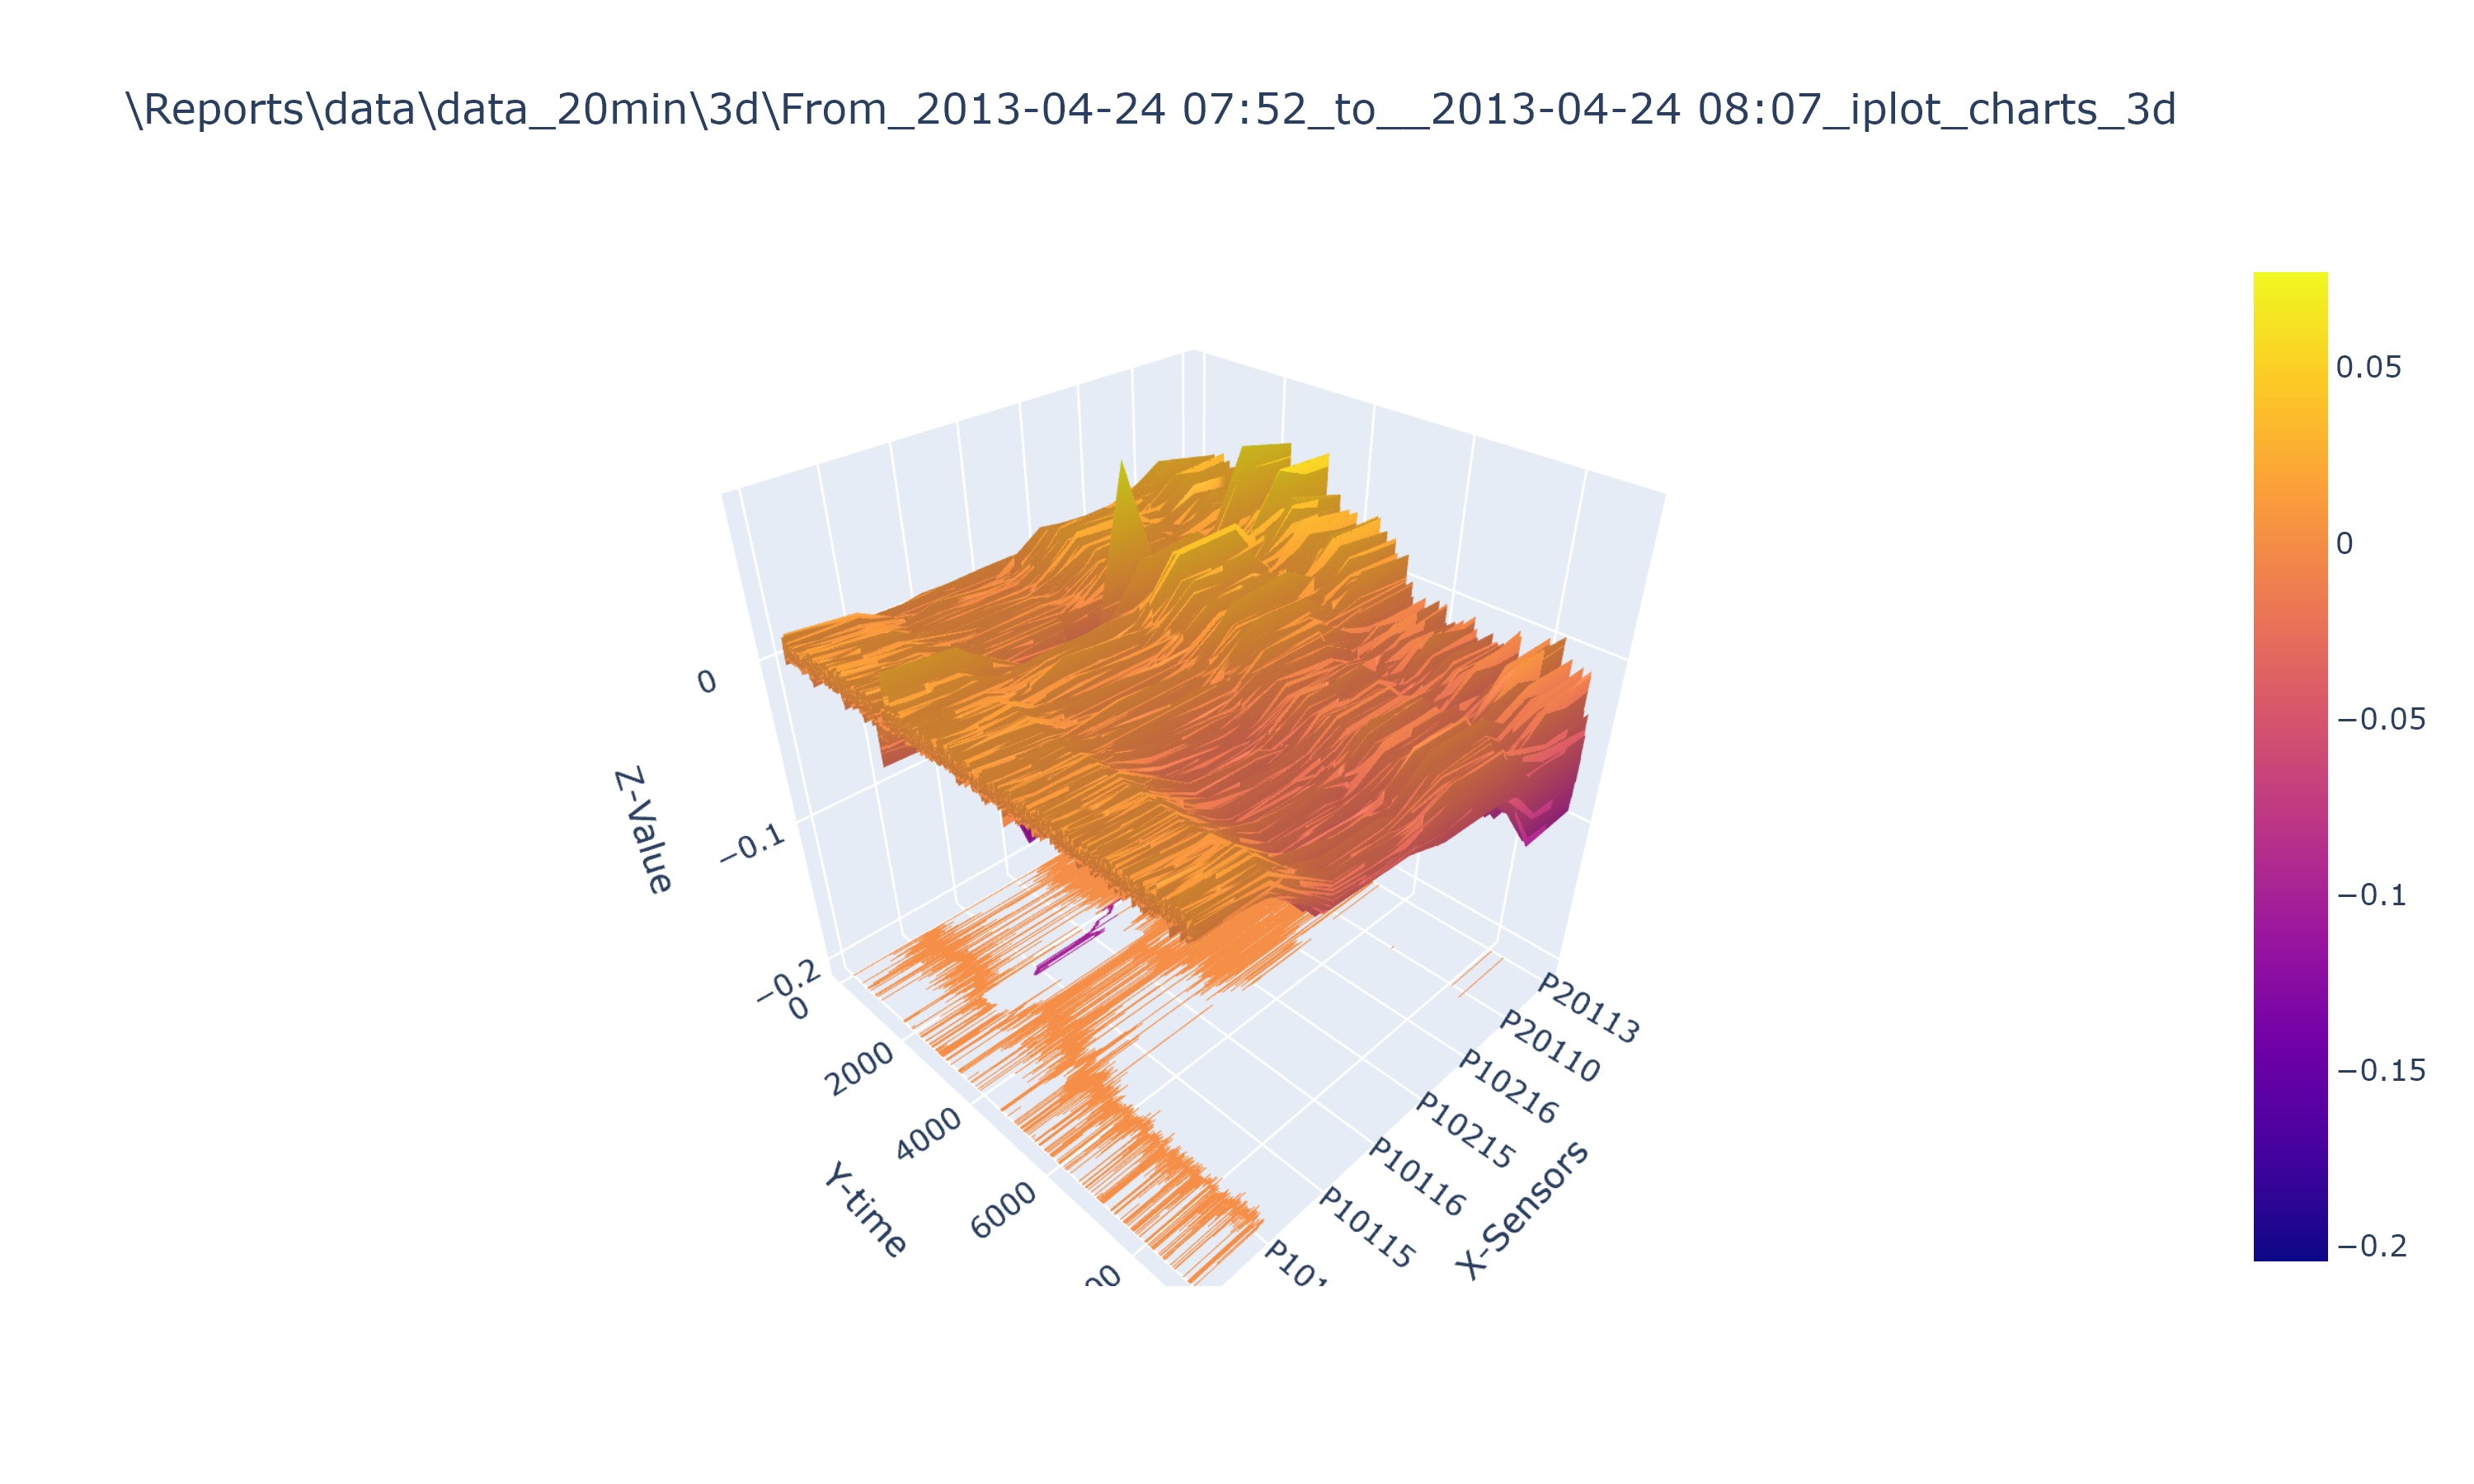 \Reports\data\data_20min\3d\From_2013-04-24 07:52_to__2013-04-24 08:07_iplot_charts_3d
0.05
0
−0.05
−0.1
−0.15
−0.2
Z-Value
0
−0.1
−0.2
Y-time
0
2000
4000
6000
X-Sensors
P20113
P20110
P10216
P10215
P10116
P10115